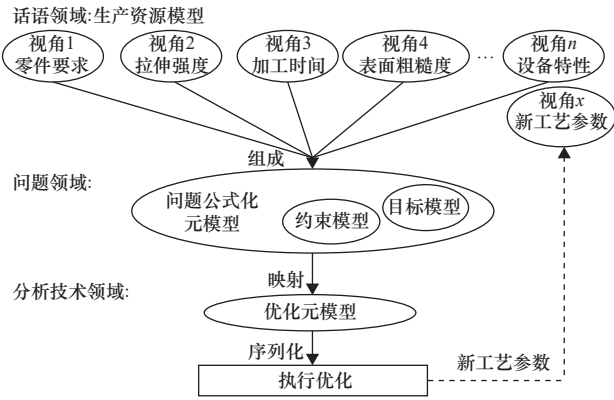 话语领域:生产资源模型
视角1
零件要求
视角2
拉伸强度
视角3
加工时间
视角4
表面粗糙度
…
视角n
设备特性
视角x
新工艺参数
组成
问题领域:
问题公式化
元模型
约束模型
目标模型
映射
分析技术领域:
优化元模型
序列化
新工艺参数
执行优化